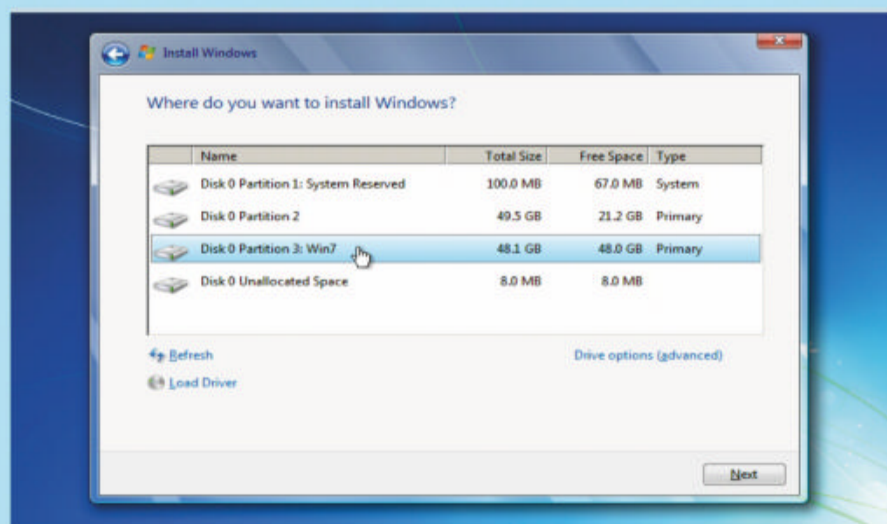 Install Windows
Where do you want to install Windows?
Name Total Size Free Space Type
Disk 0 Partition 1: System Reserved 100.0 MB 67.0 MB System
Disk 0 Partition 2 49.5 GB 21.2 GB Primary
Disk 0 Partition 3: Win7 48.1 GB 48.0 GB Primary
Disk 0 Unallocated Space 8.0 MB 8.0 MB
Refresh Drive options (advanced)
Load Driver
Next